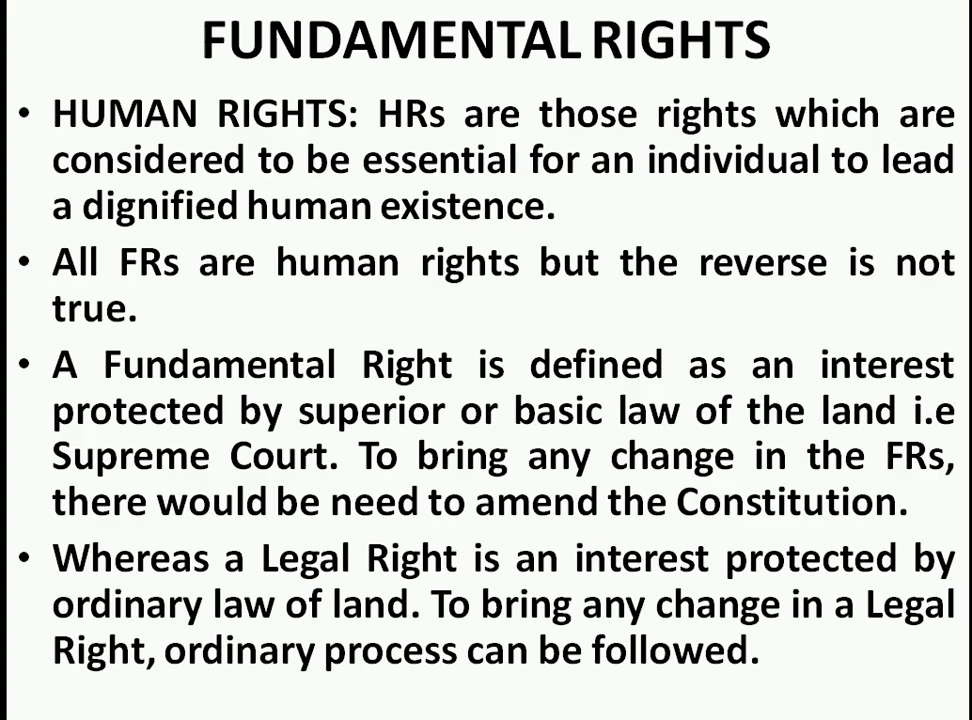 FUNDAMENTAL RIGHTS
• HUMAN RIGHTS: HRs are those rights which are
considered to be essential for an individual to lead
a dignified human existence.
• All FRs are human rights but the reverse is not
true.
• A Fundamental Right is defined as an interest
protected by superior or basic law of the land i.e
Supreme Court. To bring any change in the FRs,
there would be need to amend the Constitution.
• Whereas a Legal Right is an interest protected by
ordinary law of land. To bring any change in a Legal
Right, ordinary process can be followed.